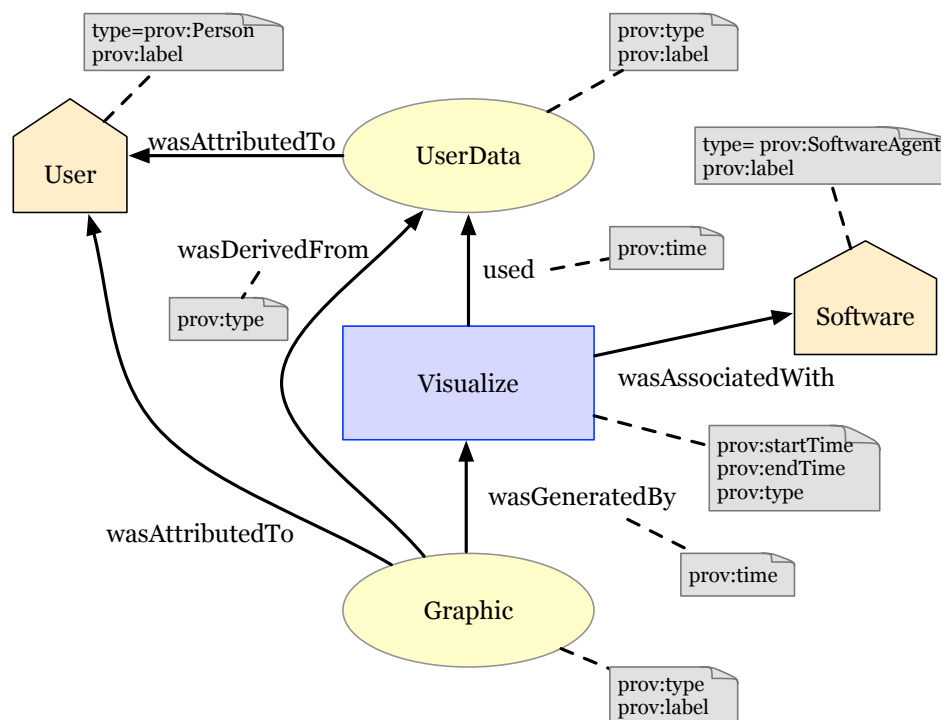 type=prov:Person
prov:label
prov:type
prov:label
wasAttributedTo
UserData
User
type= prov:SoftwareAgent
prov:label
wasDerivedFrom
used
prov:time
prov:type
Software
Visualize
wasAssociatedWith
prov:startTime
prov:endTime
prov:type
wasGeneratedBy
wasAttributedTo
prov:time
Graphic
prov:type
prov:label